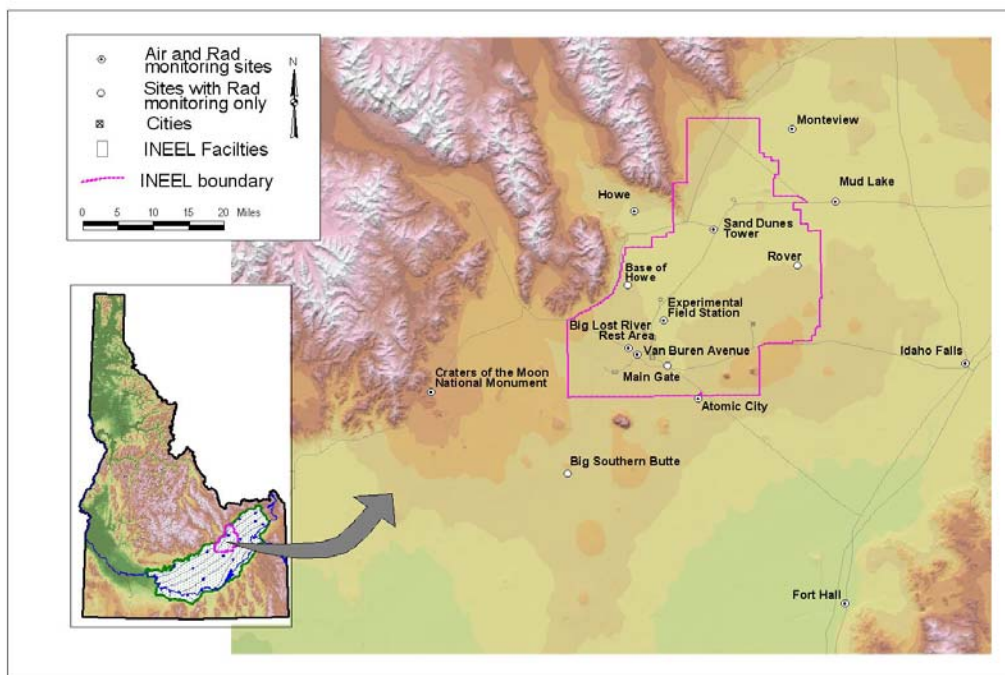 Air and Rad
monitoring sites
Sites with Rad
monitoring only
Cities
INEEL Facilties
INEEL boundary
0 5 10 15 20 Miles
N
Monteview
Mud Lake
Howe
Sand Dunes
Tower
Rover
Base of
Howe
Experimental
Field Station
Big Lost River
Rest Area
Van Buren Avenue
Idaho Falls
Main Gate
Craters of the Moon
National Monument
Atomic City
Big Southern Butte
Fort Hall